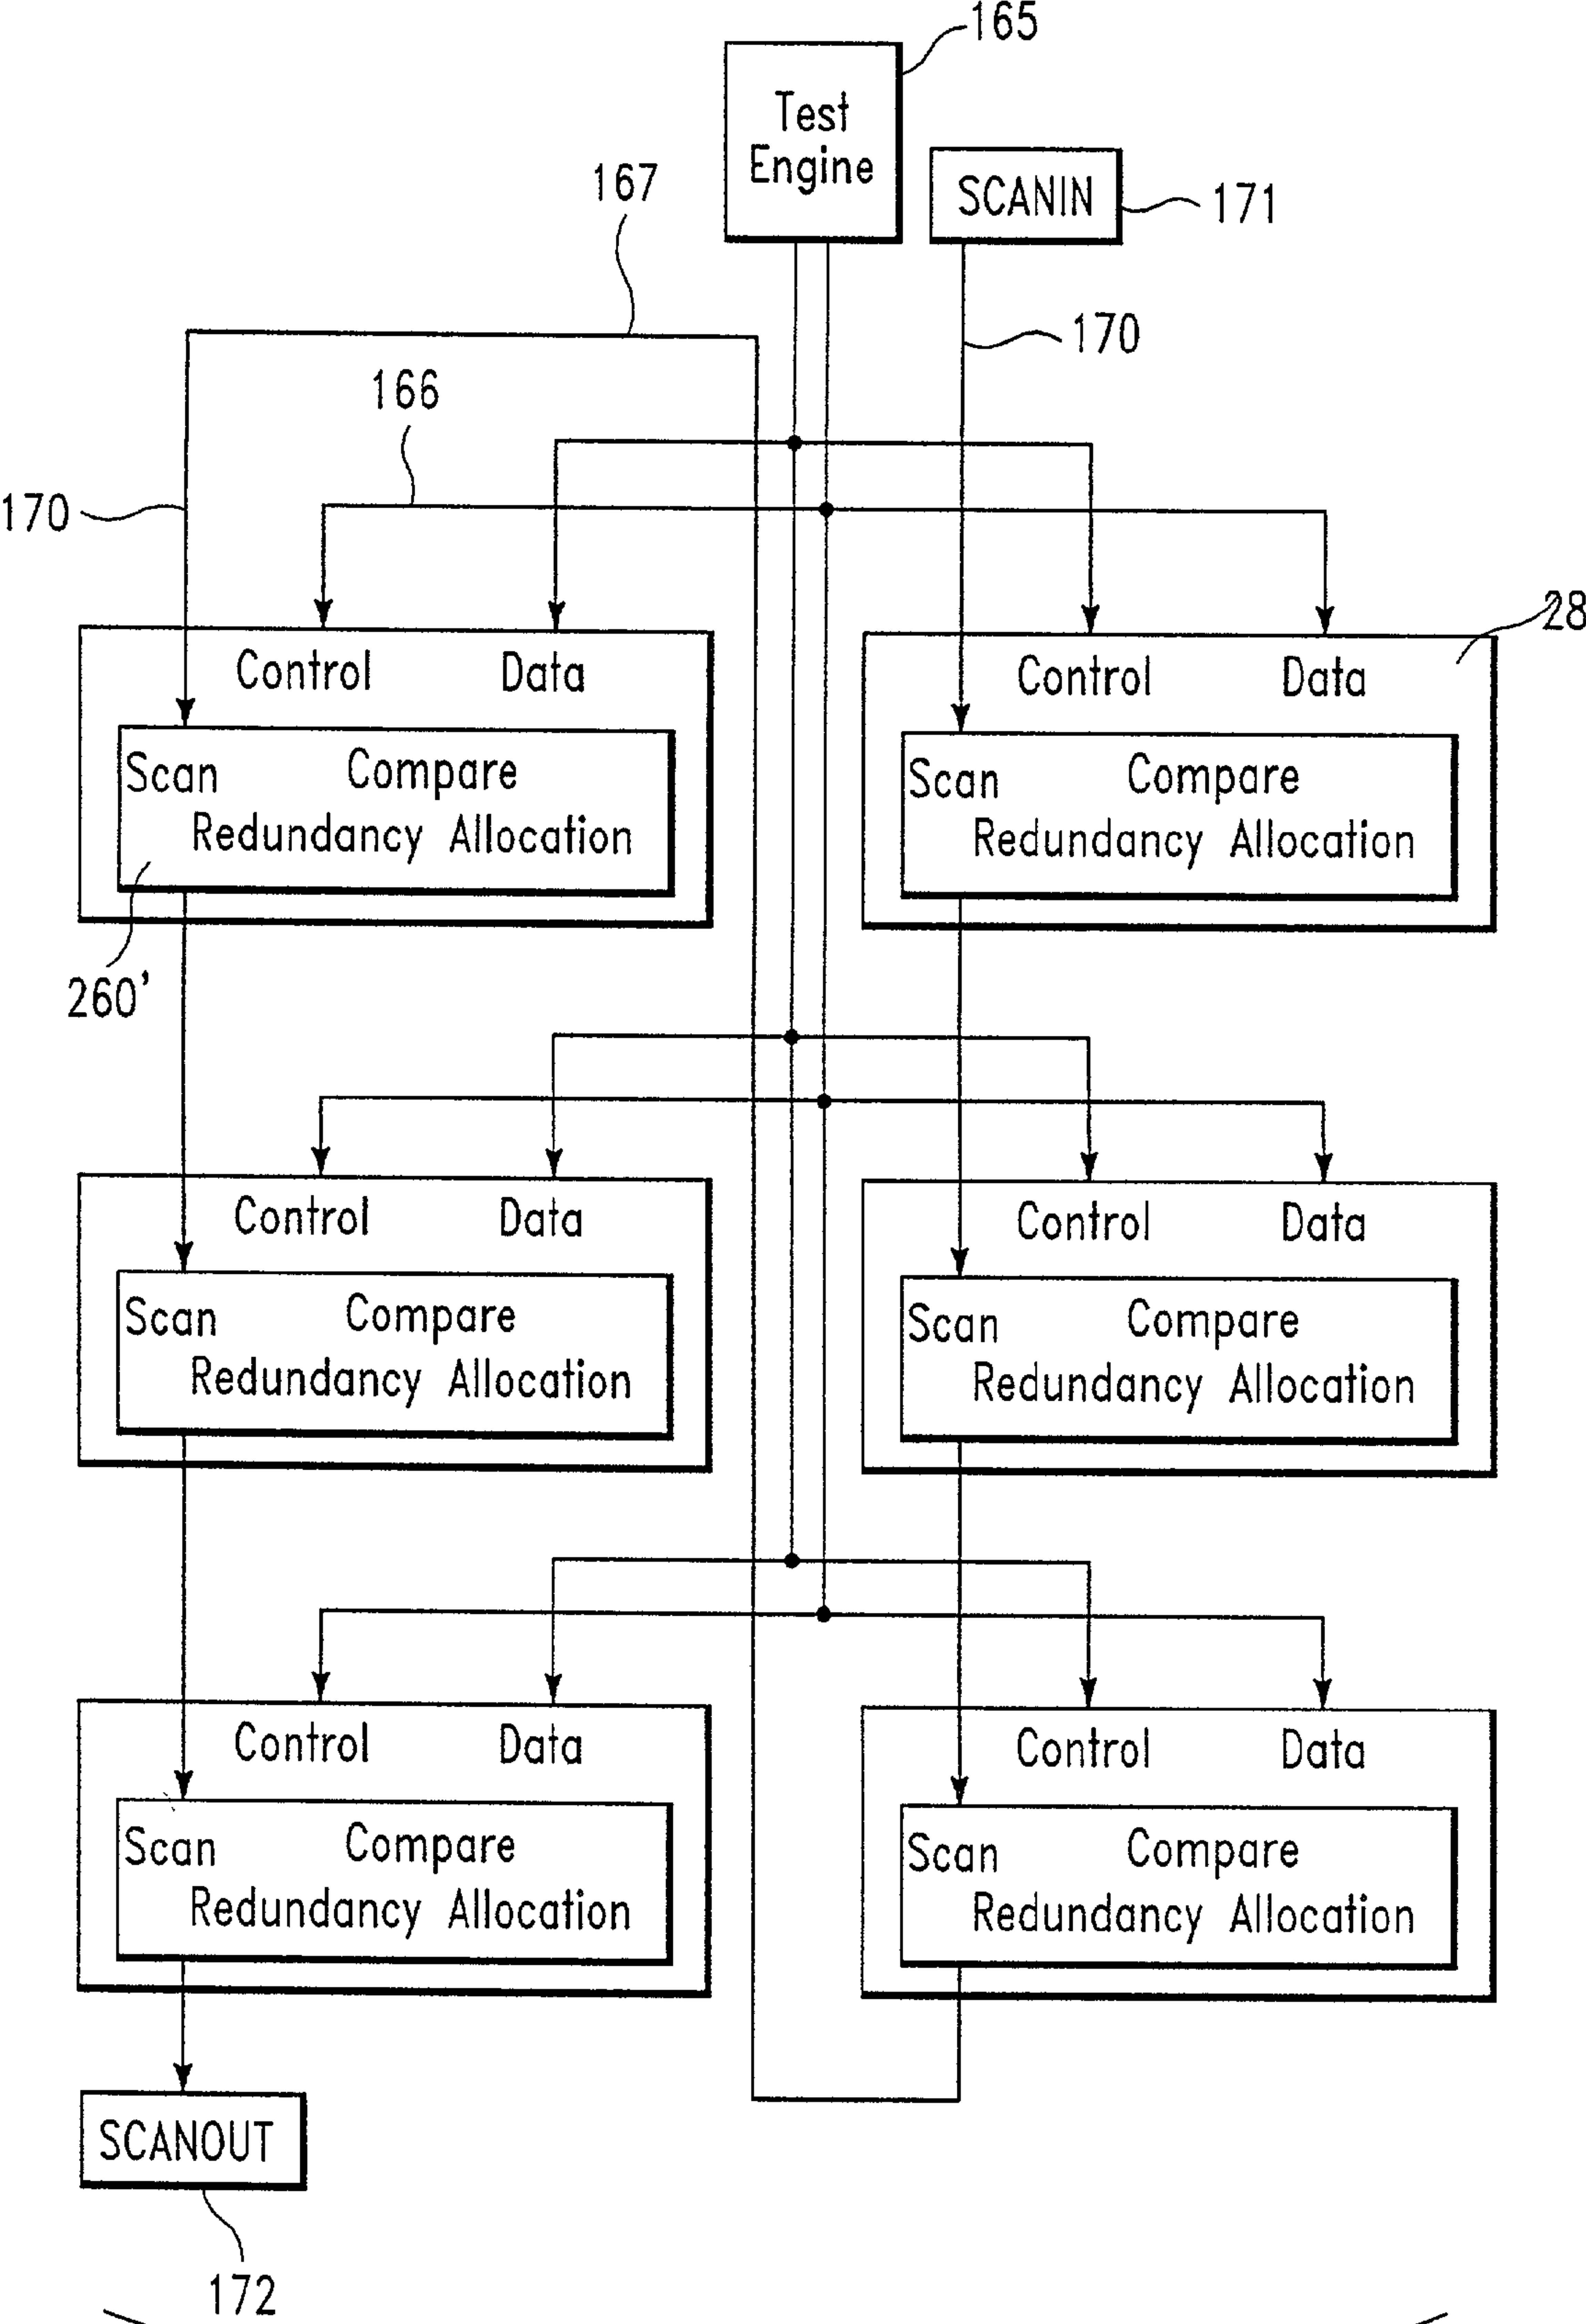 165
Test
Engine
167
SCANIN
171
170
166
170
28
Control Data
Control Data
Scan Compare
Redundancy Allocation
Scan Compare
Redundancy Allocation
260'
Control Data
Control Data
Scan Compare
Redundancy Allocation
Scan Compare
Redundancy Allocation
Control Data
Control Data
Scan Compare
Redundancy Allocation
Scan Compare
Redundancy Allocation
SCANOUT
172